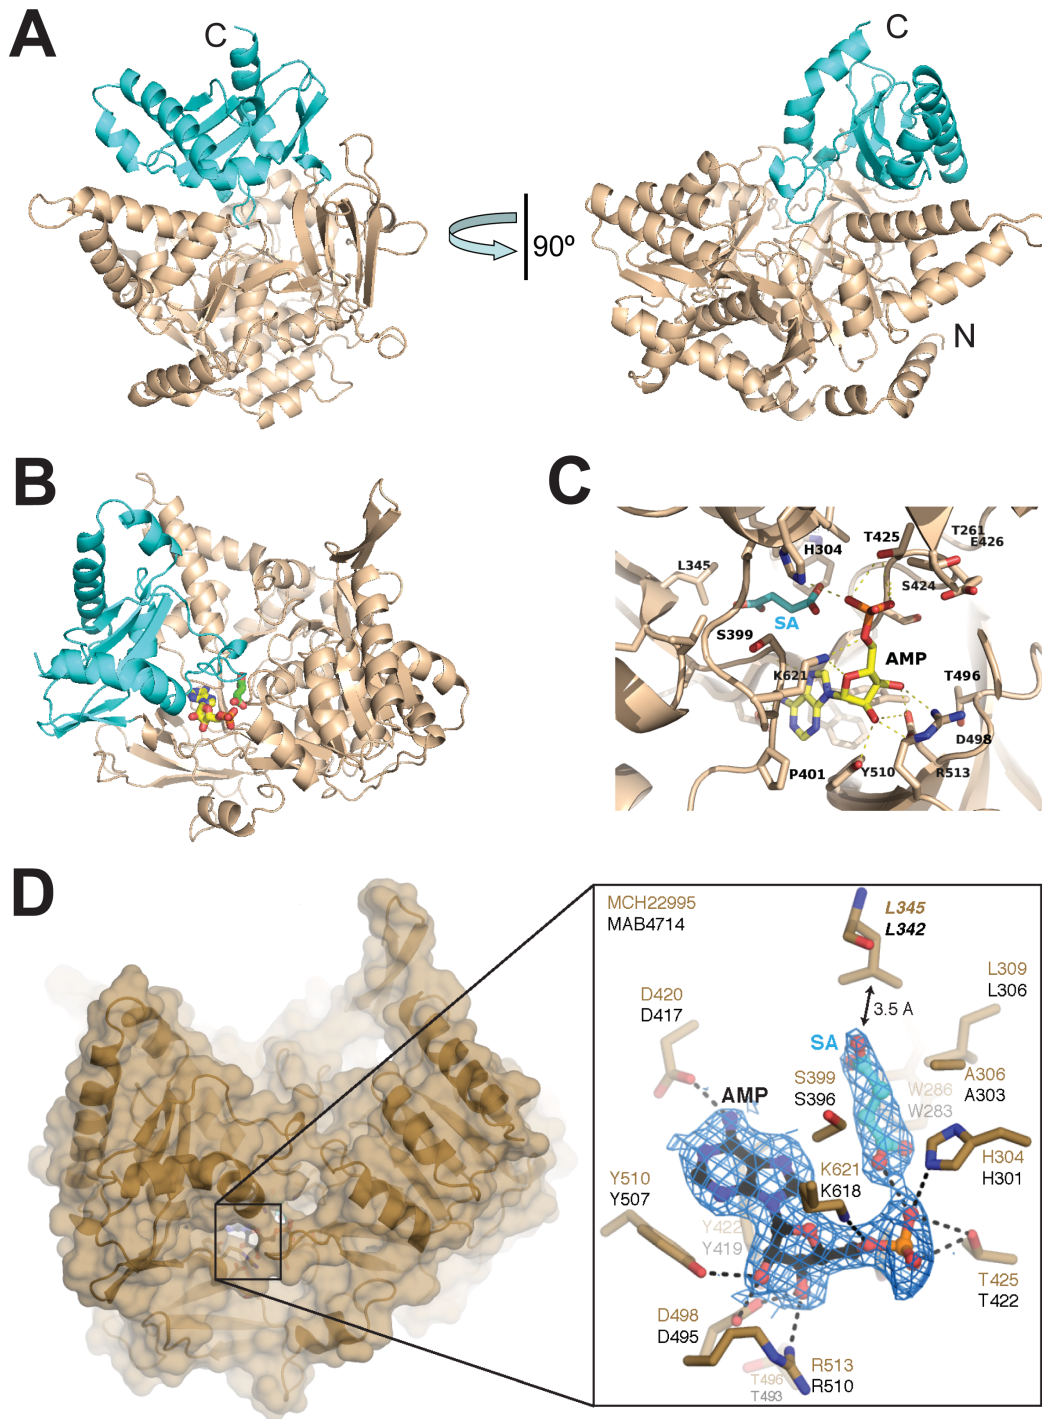 A
C
C
90º
N
B
C
H304
T425
T261
E426
L345
S424
SA
S399
AMP
K621
T496
D498
P401
Y510
R513
D
MCH22995
MAB4714
L345
L342
D420
D417
L309
L306
3.5 A
SA
S399
S396
AMP
W286
W283
A306
A303
K621
K618
H304
H301
Y510
Y507
Y422
Y419
T425
T422
D498
D495
R513
R510
T496
T493